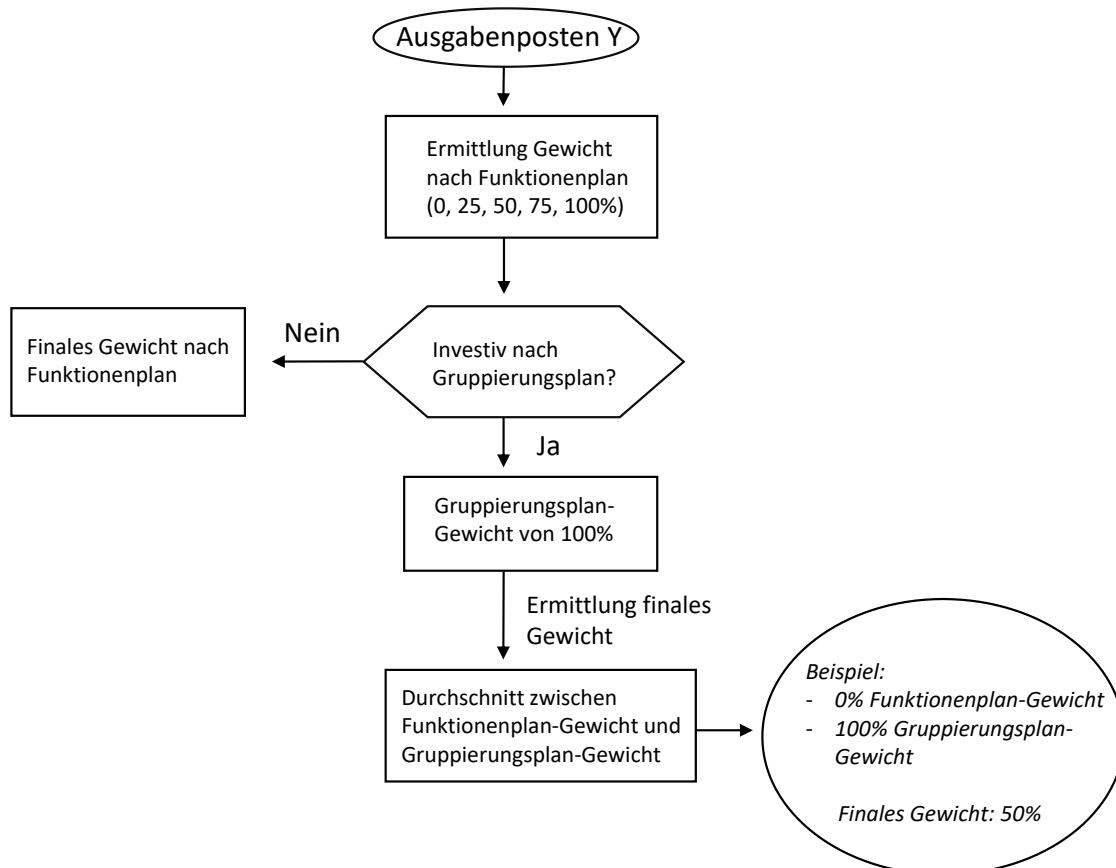 Ausgabenposten Y
Ermittlung Gewicht
nach Funktionenplan
(0, 25, 50, 75, 100%)
Nein
Finales Gewicht nach
Funktionenplan
Investiv nach
Gruppierungsplan?
Ja
Gruppierungsplan-
Gewicht von 100%
Ermittlung finales
Gewicht
Durchschnitt zwischen
Funktionenplan-Gewicht und
Gruppierungsplan-Gewicht
Beispiel:
- 0% Funktionenplan-Gewicht
- 100% Gruppierungsplan-
Gewicht
Finales Gewicht: 50%